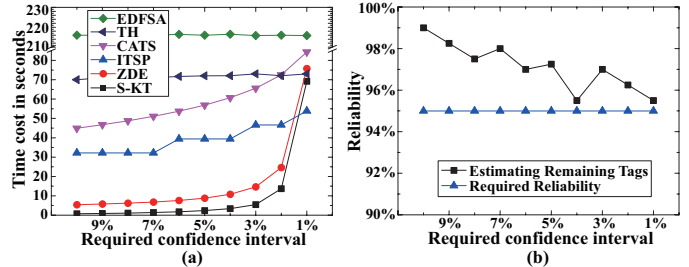 230
220
210
90
80
70
60
50
40
30
20
10
0
Time cost in seconds
EDFSA
TH
CATS
ITSP
ZDE
S-KT
9%
7%
5%
3%
1%
Required confidence interval
(a)
100%
98%
96%
94%
92%
90%
Reliability
Estimating Remaining Tags
Required Reliability
9%
7%
5%
3%
1%
Required confidence interval
(b)